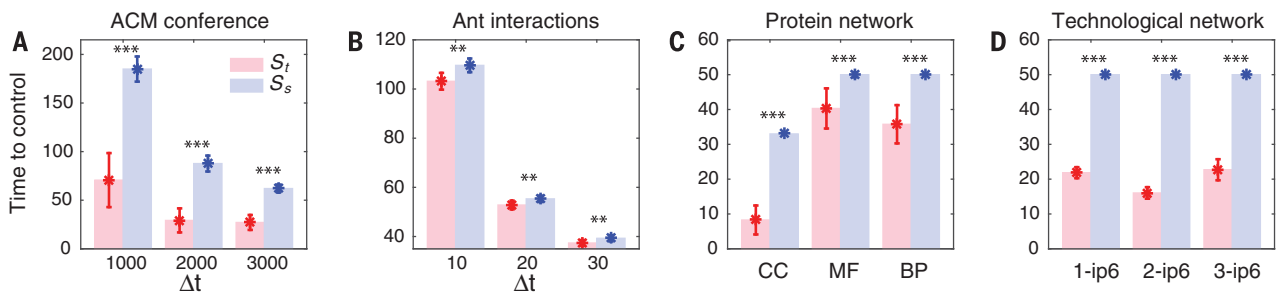 A
ACM conference
Time to control
200
150
100
50
0
***
***
***
S_t
S_s
1000
2000
3000
Δt
B
Ant interactions
120
100
80
60
40
**
**
**
10
20
30
Δt
C
Protein network
60
50
40
30
20
10
0
***
***
***
CC
MF
BP
D
Technological network
60
50
40
30
20
10
0
***
***
***
1-ip6
2-ip6
3-ip6